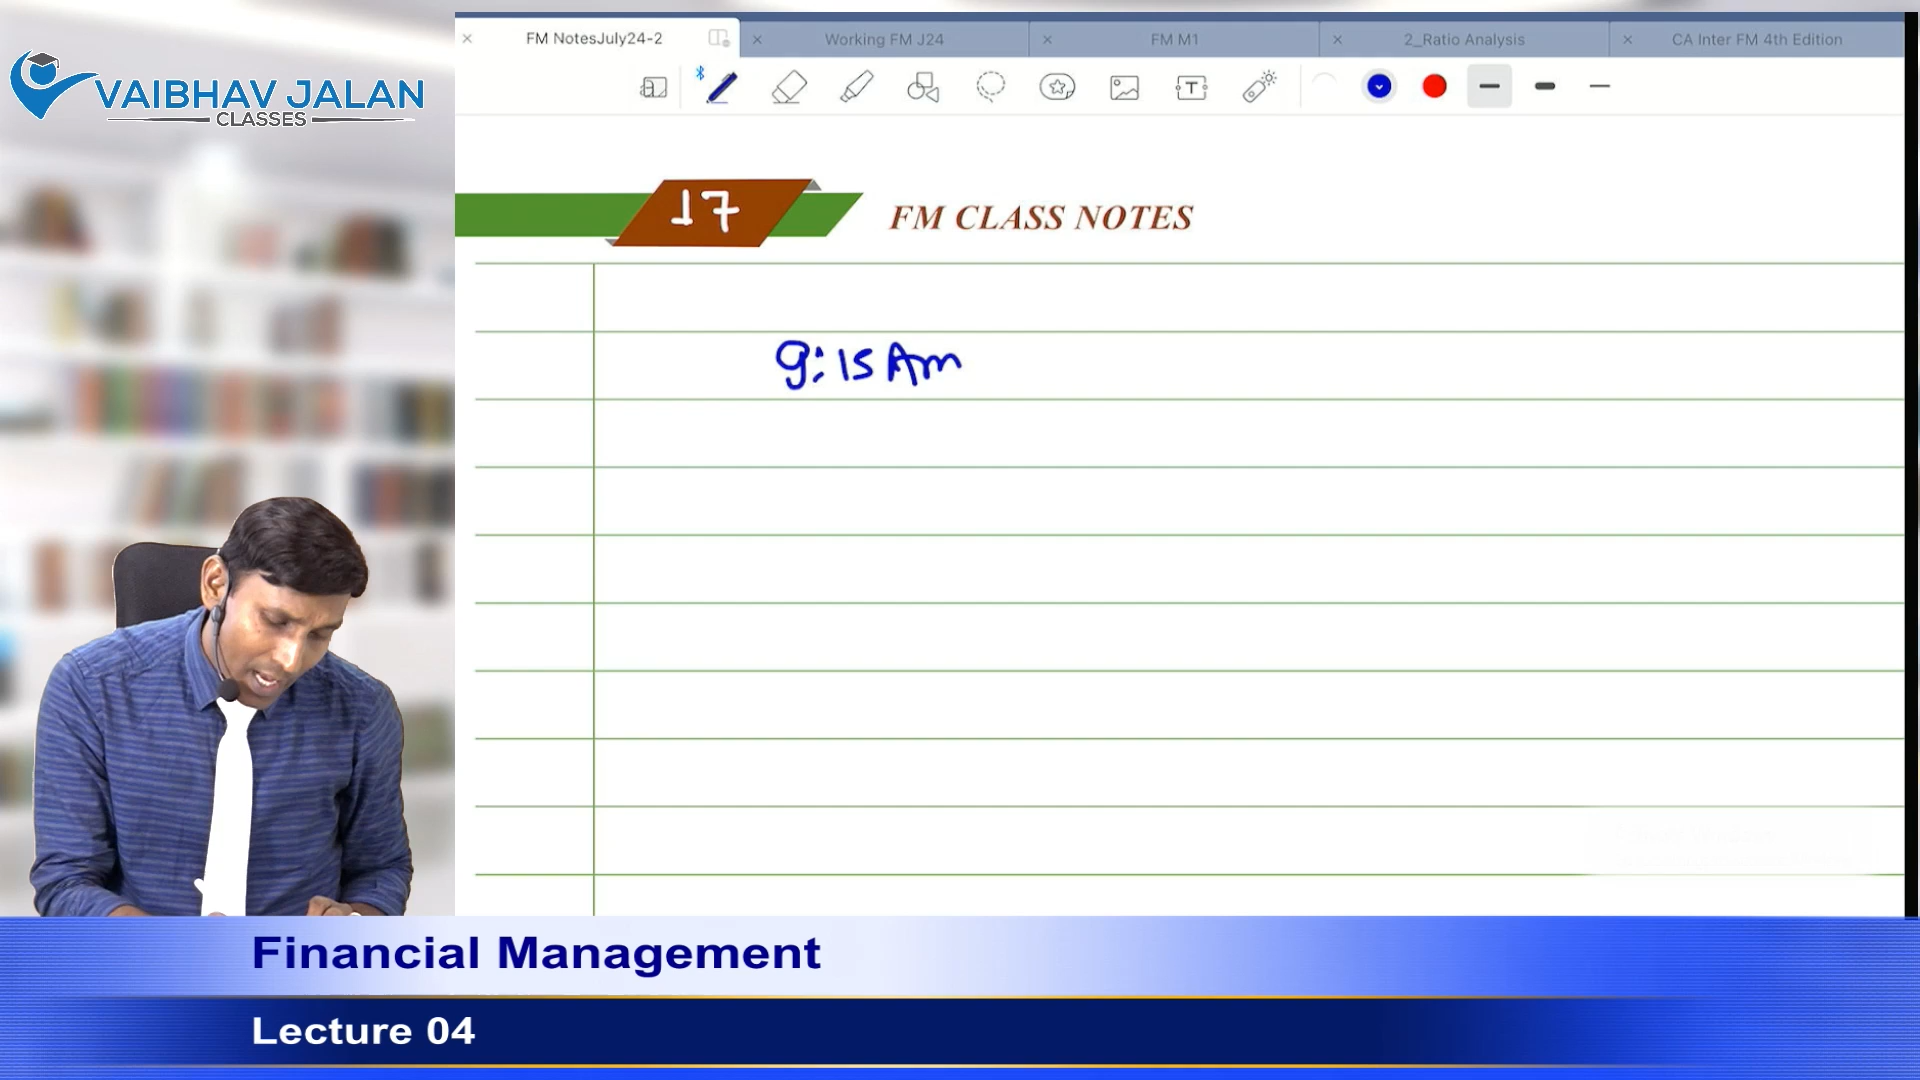 VAIBHAV JALAN
CLASSES
FM NotesJuly24-2
Working FM J24
FM M1
2_Ratio Analysis
CA Inter FM 4th Edition
T
17
FM CLASS NOTES
9:15 Am
Financial Management
Lecture 04